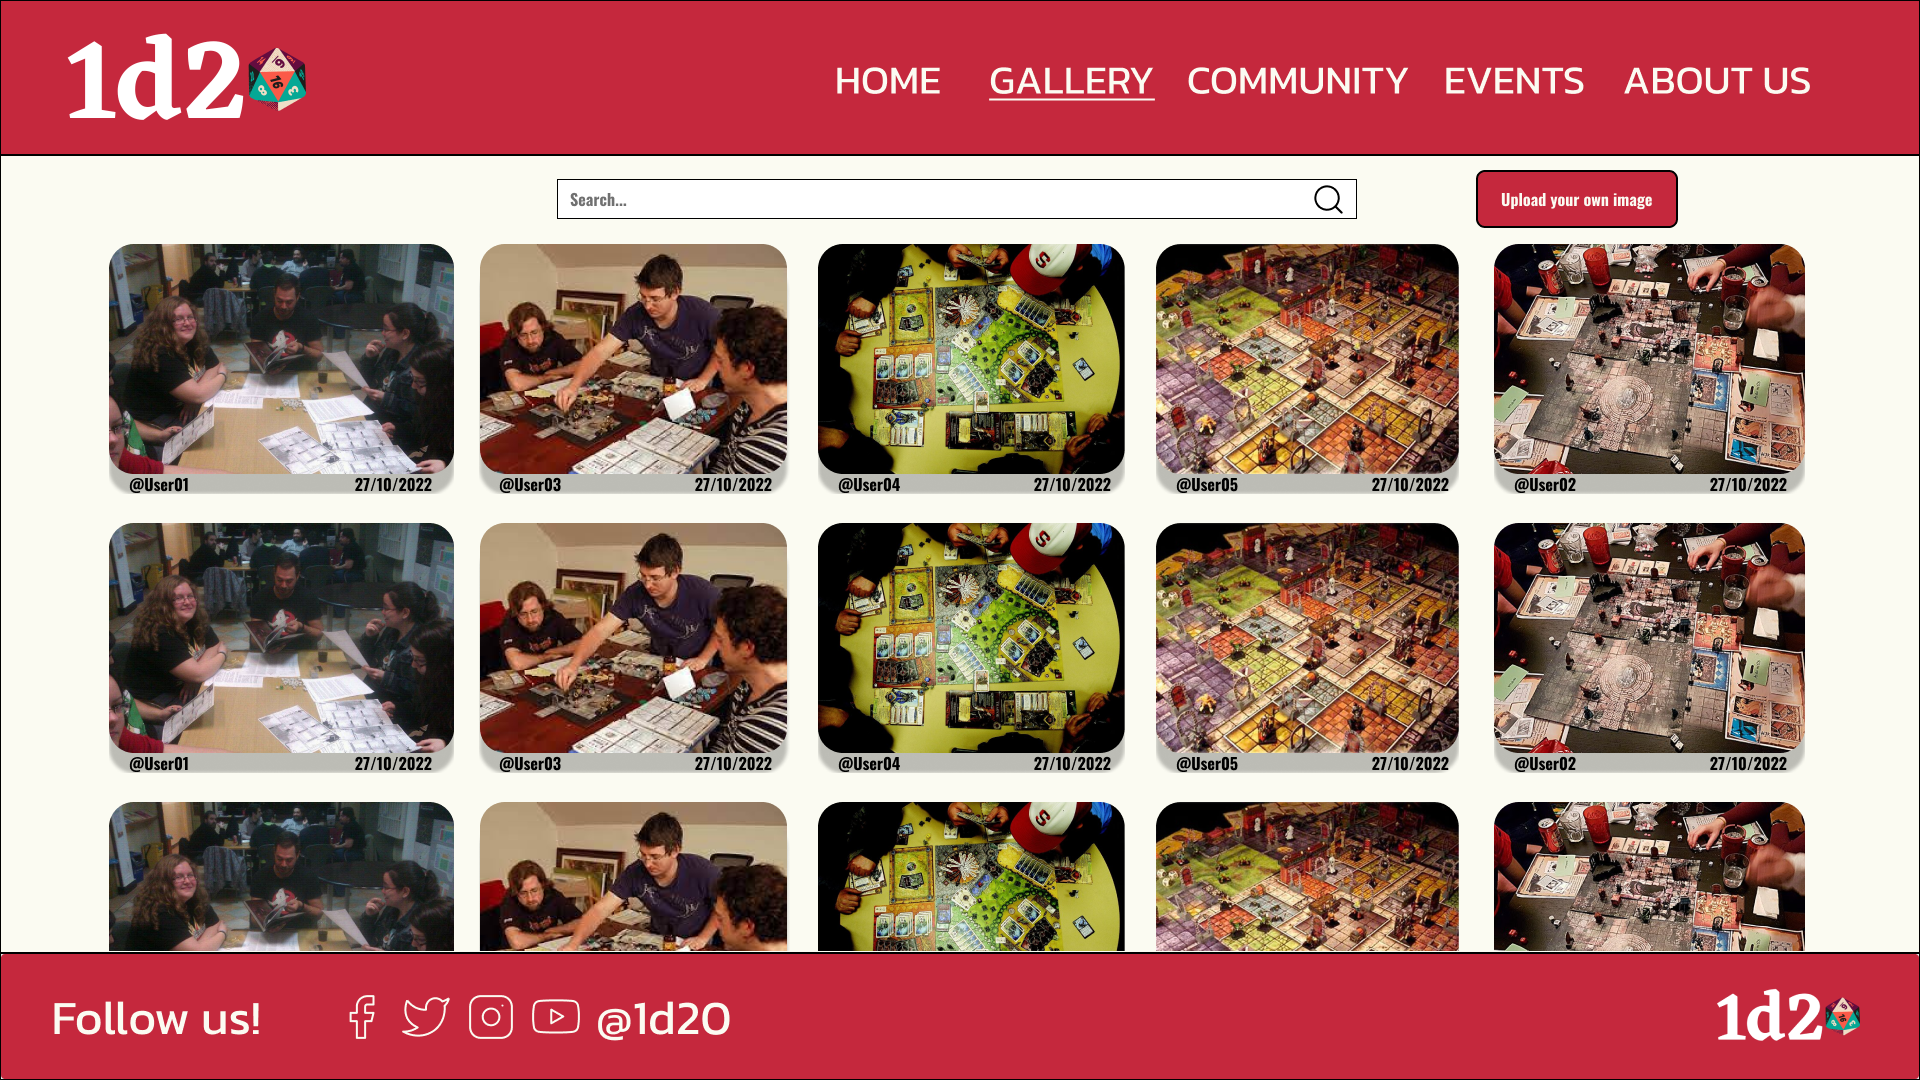 1d2
HOME GALLERY COMMUNITY EVENTS ABOUT US
Search...
Upload your own image
@User01 27/10/2022
@User03 27/10/2022
@User04 27/10/2022
@User05 27/10/2022
@User02 27/10/2022
@User01 27/10/2022
@User03 27/10/2022
@User04 27/10/2022
@User05 27/10/2022
@User02 27/10/2022
Follow us! @1d20
1d2